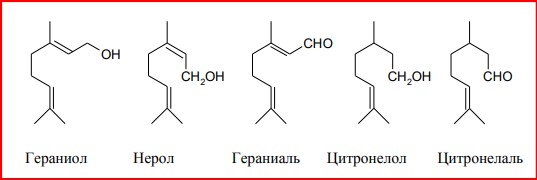 CHO
OH
CH2OH
CH2OH
CHO
Гераниол Нерол Гераниаль Цитронелол Цитронелаль